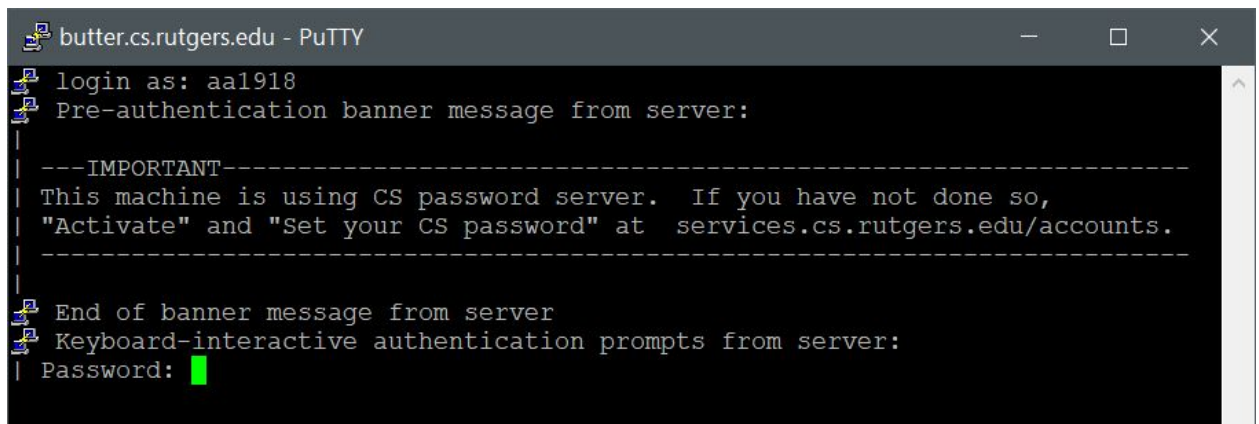 butter.cs.rutgers.edu - PuTTY
login as: aa1918
Pre-authentication banner message from server:
|
| ---IMPORTANT-----------------------------------------------------------------
| This machine is using CS password server.  If you have not done so,
| "Activate" and "Set your CS password" at  services.cs.rutgers.edu/accounts.
| -----------------------------------------------------------------------------
|
End of banner message from server
Keyboard-interactive authentication prompts from server:
| Password: